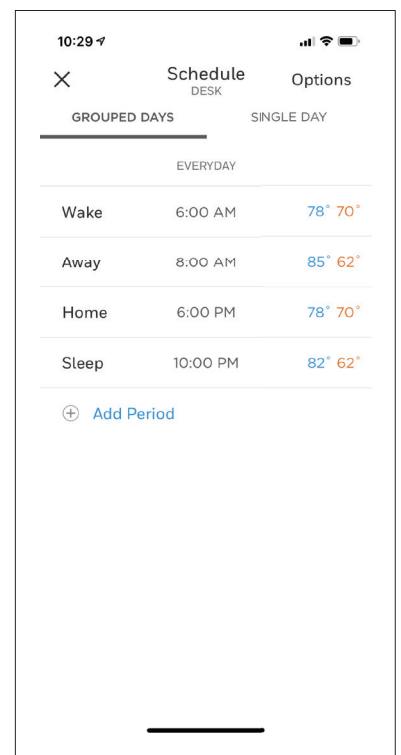 10:29
Schedule Options
DESK
GROUPED DAYS SINGLE DAY
EVERYDAY
Wake 6:00 AM 78° 70°
Away 8:00 AM 85° 62°
Home 6:00 PM 78° 70°
Sleep 10:00 PM 82° 62°
Add Period